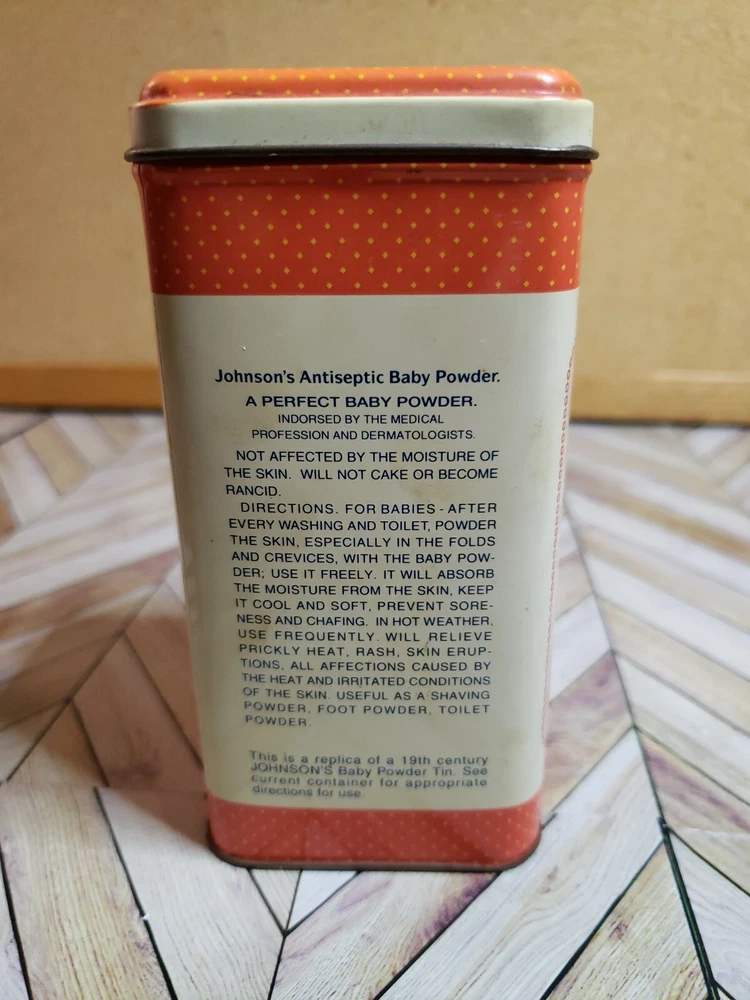 Johnson's Antiseptic Baby Powder.
A PERFECT BABY POWDER.
INDORSED BY THE MEDICAL
PROFESSION AND DERMATOLOGISTS.
NOT AFFECTED BY THE MOISTURE OF
THE SKIN. WILL NOT CAKE OR BECOME
RANCID.
DIRECTIONS. FOR BABIES - AFTER
EVERY WASHING AND TOILET, POWDER
THE SKIN, ESPECIALLY IN THE FOLDS
AND CREVICES, WITH THE BABY POW-
DER; USE IT FREELY. IT WILL ABSORB
THE MOISTURE FROM THE SKIN, KEEP
IT COOL AND SOFT, PREVENT SORE-
NESS AND CHAFING. IN HOT WEATHER,
USE FREQUENTLY. WILL RELIEVE
PRICKLY HEAT, RASH, SKIN ERUP-
TIONS, ALL AFFECTIONS CAUSED BY
THE HEAT AND IRRITATED CONDITIONS
OF THE SKIN. USEFUL AS A SHAVING
POWDER, FOOT POWDER, TOILET
POWDER.
This is a replica of a 19th century
JOHNSON'S Baby Powder Tin. See
current container for appropriate
directions for use.